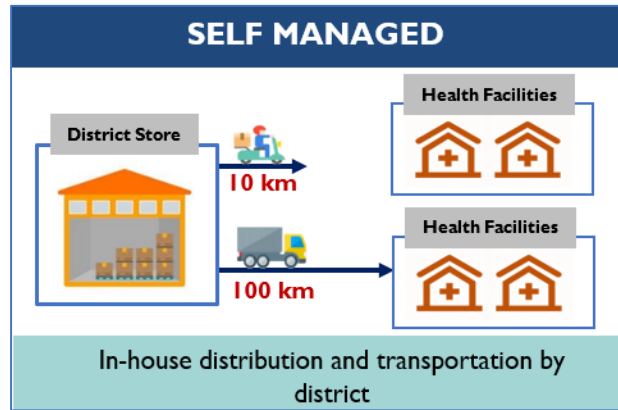 SELF MANAGED
District Store
10 km
Health Facilities
100 km
Health Facilities
In-house distribution and transportation by
district